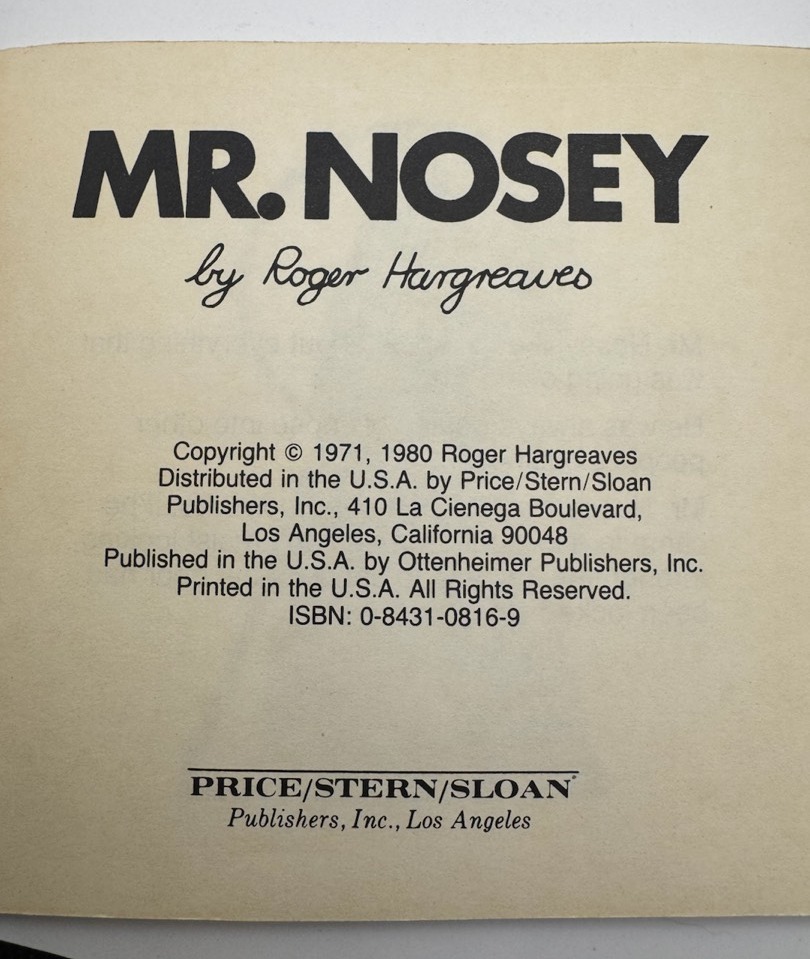 MR. NOSEY
by Roger Hargreaves
Copyright © 1971, 1980 Roger Hargreaves
Distributed in the U.S.A. by Price/Stern/Sloan
Publishers, Inc., 410 La Cienega Boulevard,
Los Angeles, California 90048
Published in the U.S.A. by Ottenheimer Publishers, Inc.
Printed in the U.S.A. All Rights Reserved.
ISBN: 0-8431-0816-9
PRICE/STERN/SLOAN
Publishers, Inc., Los Angeles